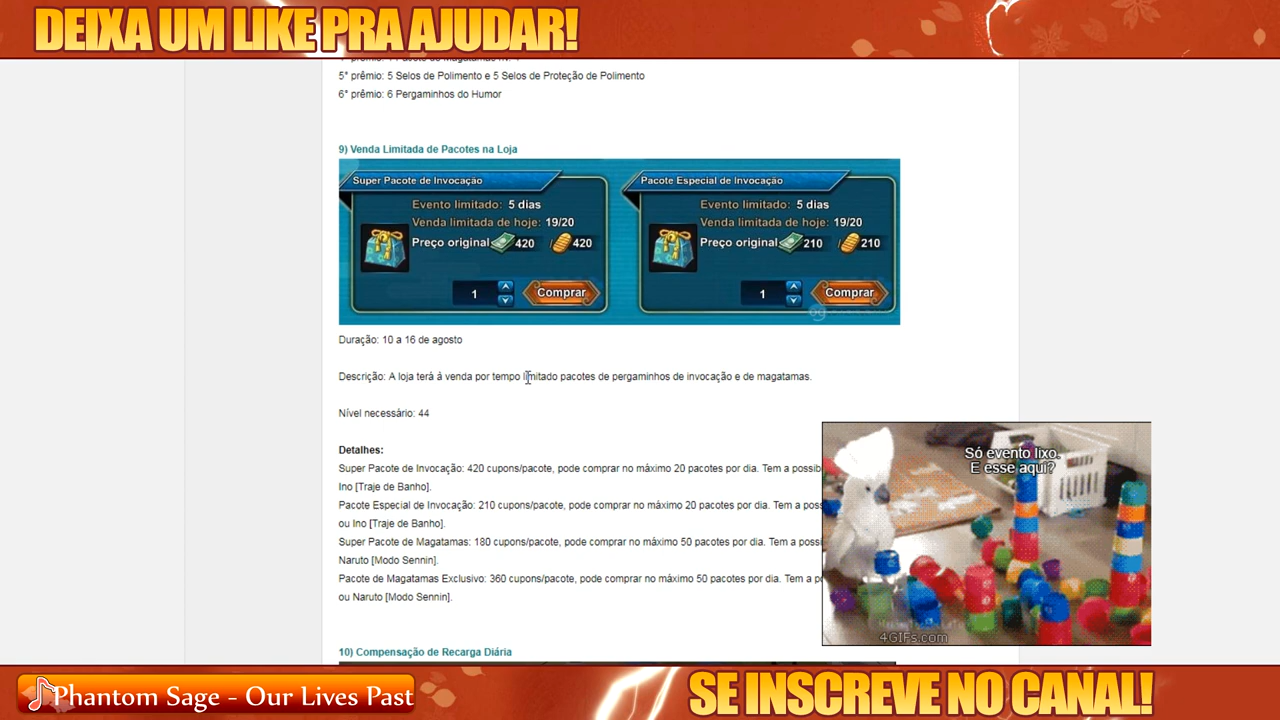 DEIXA UM LIKE PRA AJUDAR!
5° prêmio: 5 Selos de Polimento e 5 Selos de Proteção de Polimento
6° prêmio: 6 Pergaminhos do Humor
9) Venda Limitada de Pacotes na Loja
Super Pacote de Invocação
Evento limitado: 5 dias
Venda limitada de hoje: 19/20
Preço original 420 / 420
1 Comprar
Pacote Especial de Invocação
Evento limitado: 5 dias
Venda limitada de hoje: 19/20
Preço original 210 / 210
1 Comprar
Duração: 10 a 16 de agosto
Descrição: A loja terá à venda por tempo limitado pacotes de pergaminhos de invocação e de magatamas.
Nível necessário: 44
Detalhes:
Super Pacote de Invocação: 420 cupons/pacote, pode comprar no máximo 20 pacotes por dia. Tem a possib
Ino [Traje de Banho].
Pacote Especial de Invocação: 210 cupons/pacote, pode comprar no máximo 20 pacotes por dia. Tem a poss
ou Ino [Traje de Banho].
Super Pacote de Magatamas: 180 cupons/pacote, pode comprar no máximo 50 pacotes por dia. Tem a possi
Naruto [Modo Sennin].
Pacote de Magatamas Exclusivo: 360 cupons/pacote, pode comprar no máximo 50 pacotes por dia. Tem a p
ou Naruto [Modo Sennin].
Só evento lixo.
E esse aqui?
4GIFs.com
10) Compensação de Recarga Diária
Phantom Sage - Our Lives Past
SE INSCREVE NO CANAL!